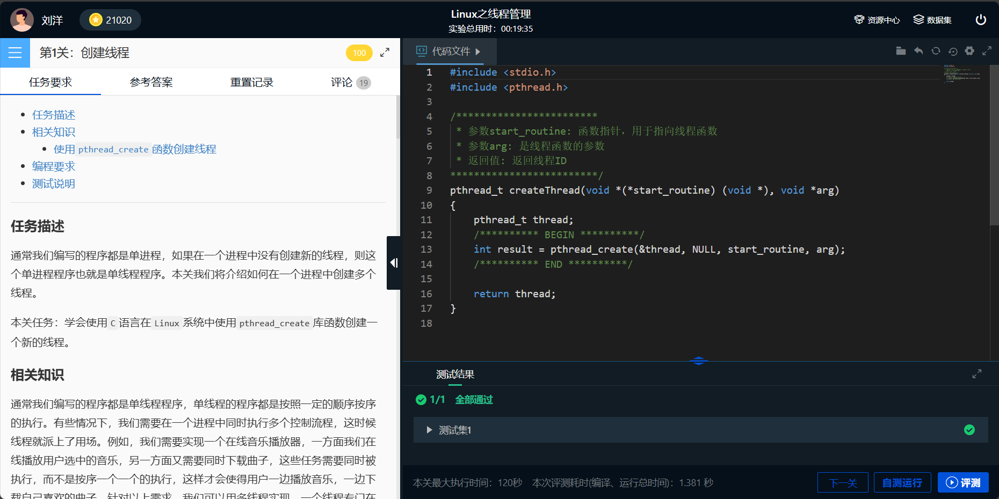 刘洋
21020
Linux之线程管理
实验总用时：00:19:35
资源中心
数据集
第1关：创建线程
100
任务要求
参考答案
重置记录
评论 19
任务描述
相关知识
使用 pthread_create 函数创建线程
编程要求
测试说明
任务描述
通常我们编写的程序都是单进程，如果在一个进程中没有创建新的线程，则这
个单进程程序也就是单线程程序。本关我们将介绍如何在一个进程中创建多个
线程。
本关任务：学会使用 C 语言在 Linux 系统中使用 pthread_create 库函数创建一
个新的线程。
相关知识
通常我们编写的程序都是单线程程序，单线程的程序都是按照一定的顺序按序
的执行。有些情况下，我们需要在一个进程中同时执行多个控制流程，这时候
线程就派上了用场。例如，我们需要实现一个在线音乐播放器，一方面我们在
线播放用户选中的音乐，另一方面又需要同时下载曲子，这些任务需要同时被
执行，而不是按序一个一个的执行，这样才会使得用户一边播放音乐，一边下
载自己喜欢的曲子。针对以上需求，我们可以用多线程实现，一个线程专门在
代码文件
1 #include <stdio.h>
2 #include <pthread.h>
3
4 /************************
5 * 参数start_routine: 函数指针，用于指向线程函数
6 * 参数arg: 是线程函数的参数
7 * 返回值: 返回线程ID
8 *************************/
9 pthread_t createThread(void *(*start_routine) (void *), void *arg)
10 {
11 pthread_t thread;
12 /********** BEGIN **********/
13 int result = pthread_create(&thread, NULL, start_routine, arg);
14 /********** END **********/
15
16 return thread;
17 }
18
测试结果
1/1 全部通过
测试集1
本关最大执行时间：120秒 本次评测耗时(编译、运行总时间)：1.381 秒
下一关
自测运行
评测